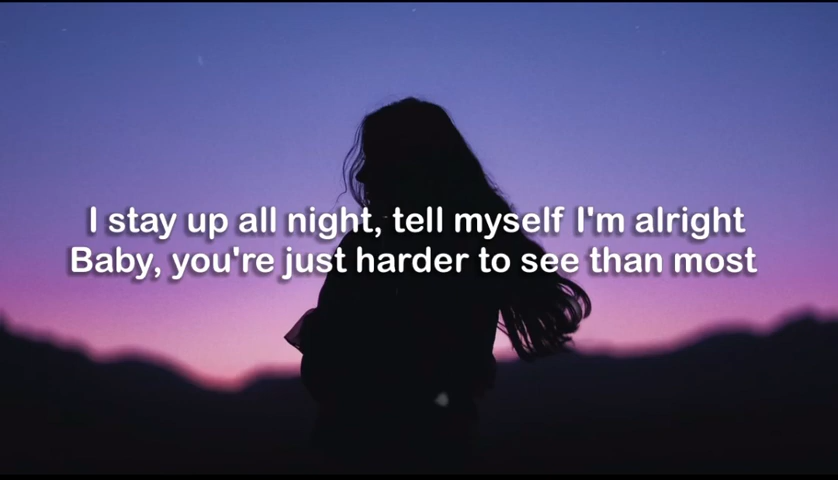 I stay up all night, tell myself I'm alright
Baby, you're just harder to see than most